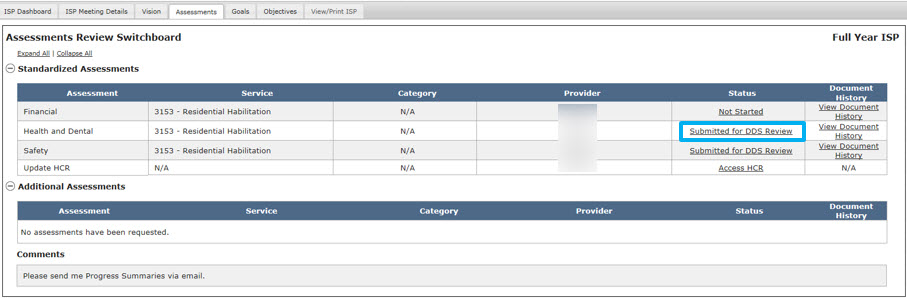 ISP Dashboard ISP Meeting Details Vision Assessments Goals Objectives View/Print ISP
Assessments Review Switchboard Full Year ISP
Expand All | Collapse All
Standardized Assessments
Assessment Service Category Provider Status Document History
Financial 3153 - Residential Habilitation N/A Not Started View Document History
Health and Dental 3153 - Residential Habilitation N/A Submitted for DDS Review View Document History
Safety 3153 - Residential Habilitation N/A Submitted for DDS Review View Document History
Update HCR N/A N/A Access HCR N/A
Additional Assessments
Assessment Service Category Provider Status Document History
No assessments have been requested.
Comments
Please send me Progress Summaries via email.